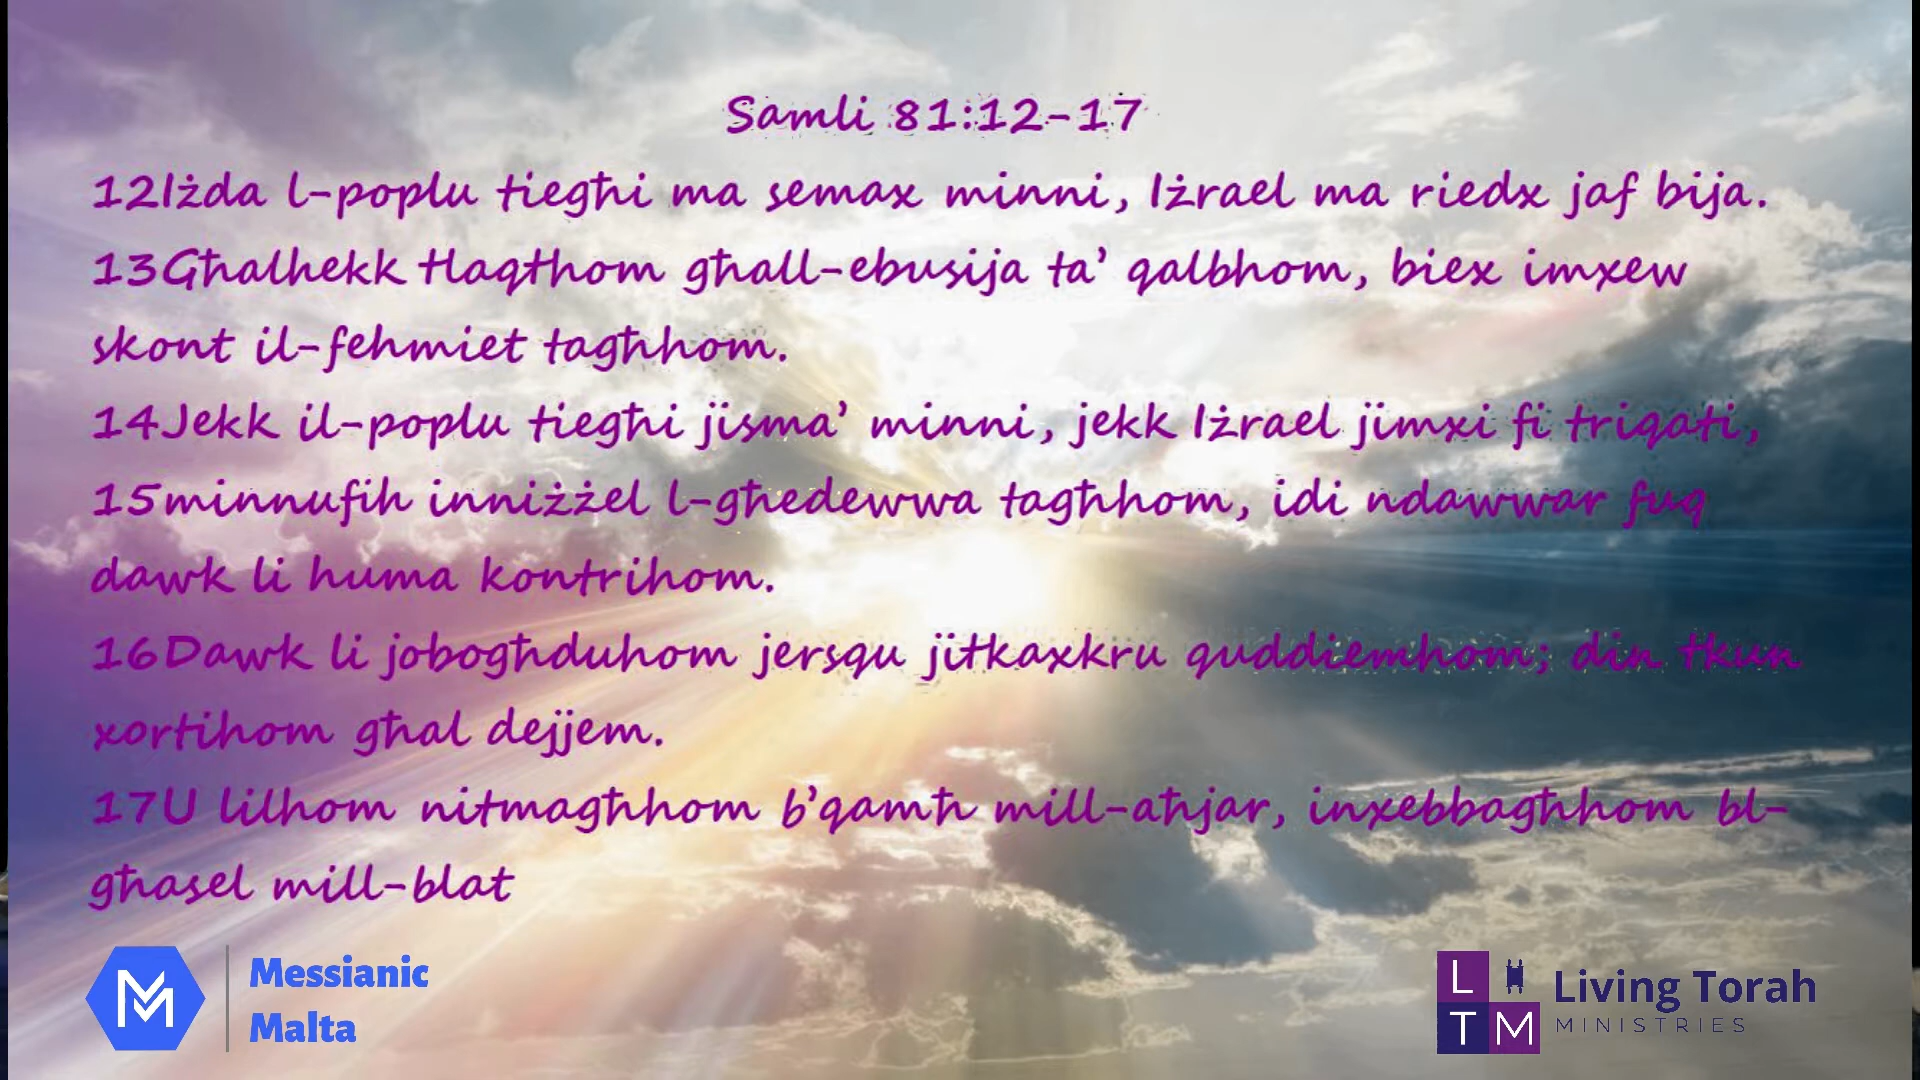 Samli 81:12-17
12Iżda l-poplu tiegħi ma semax minni, Iżrael ma riedx jaf bija.
13Għalhekk tlaqthom għall-ebusija ta’ qalbhom, biex imxew
skont il-fehmiet tagħhom.
14Jekk il-poplu tiegħi jisma’ minni, jekk Iżrael jimxi fi triqati,
15minnufih inniżżel l-għedewwa tagħhom, idi ndawwar fuq
dawk li huma kontrihom.
16Dawk li jobogħduhom jersqu jitkaxkru quddiemhom; din tkun
xortihom għal dejjem.
17U lilhom nitmagħhom b’qamħ mill-aħjar, inxebbagħhom bl-
għasel mill-blat
Messianic
Malta
LTM
Living Torah
MINISTRIES